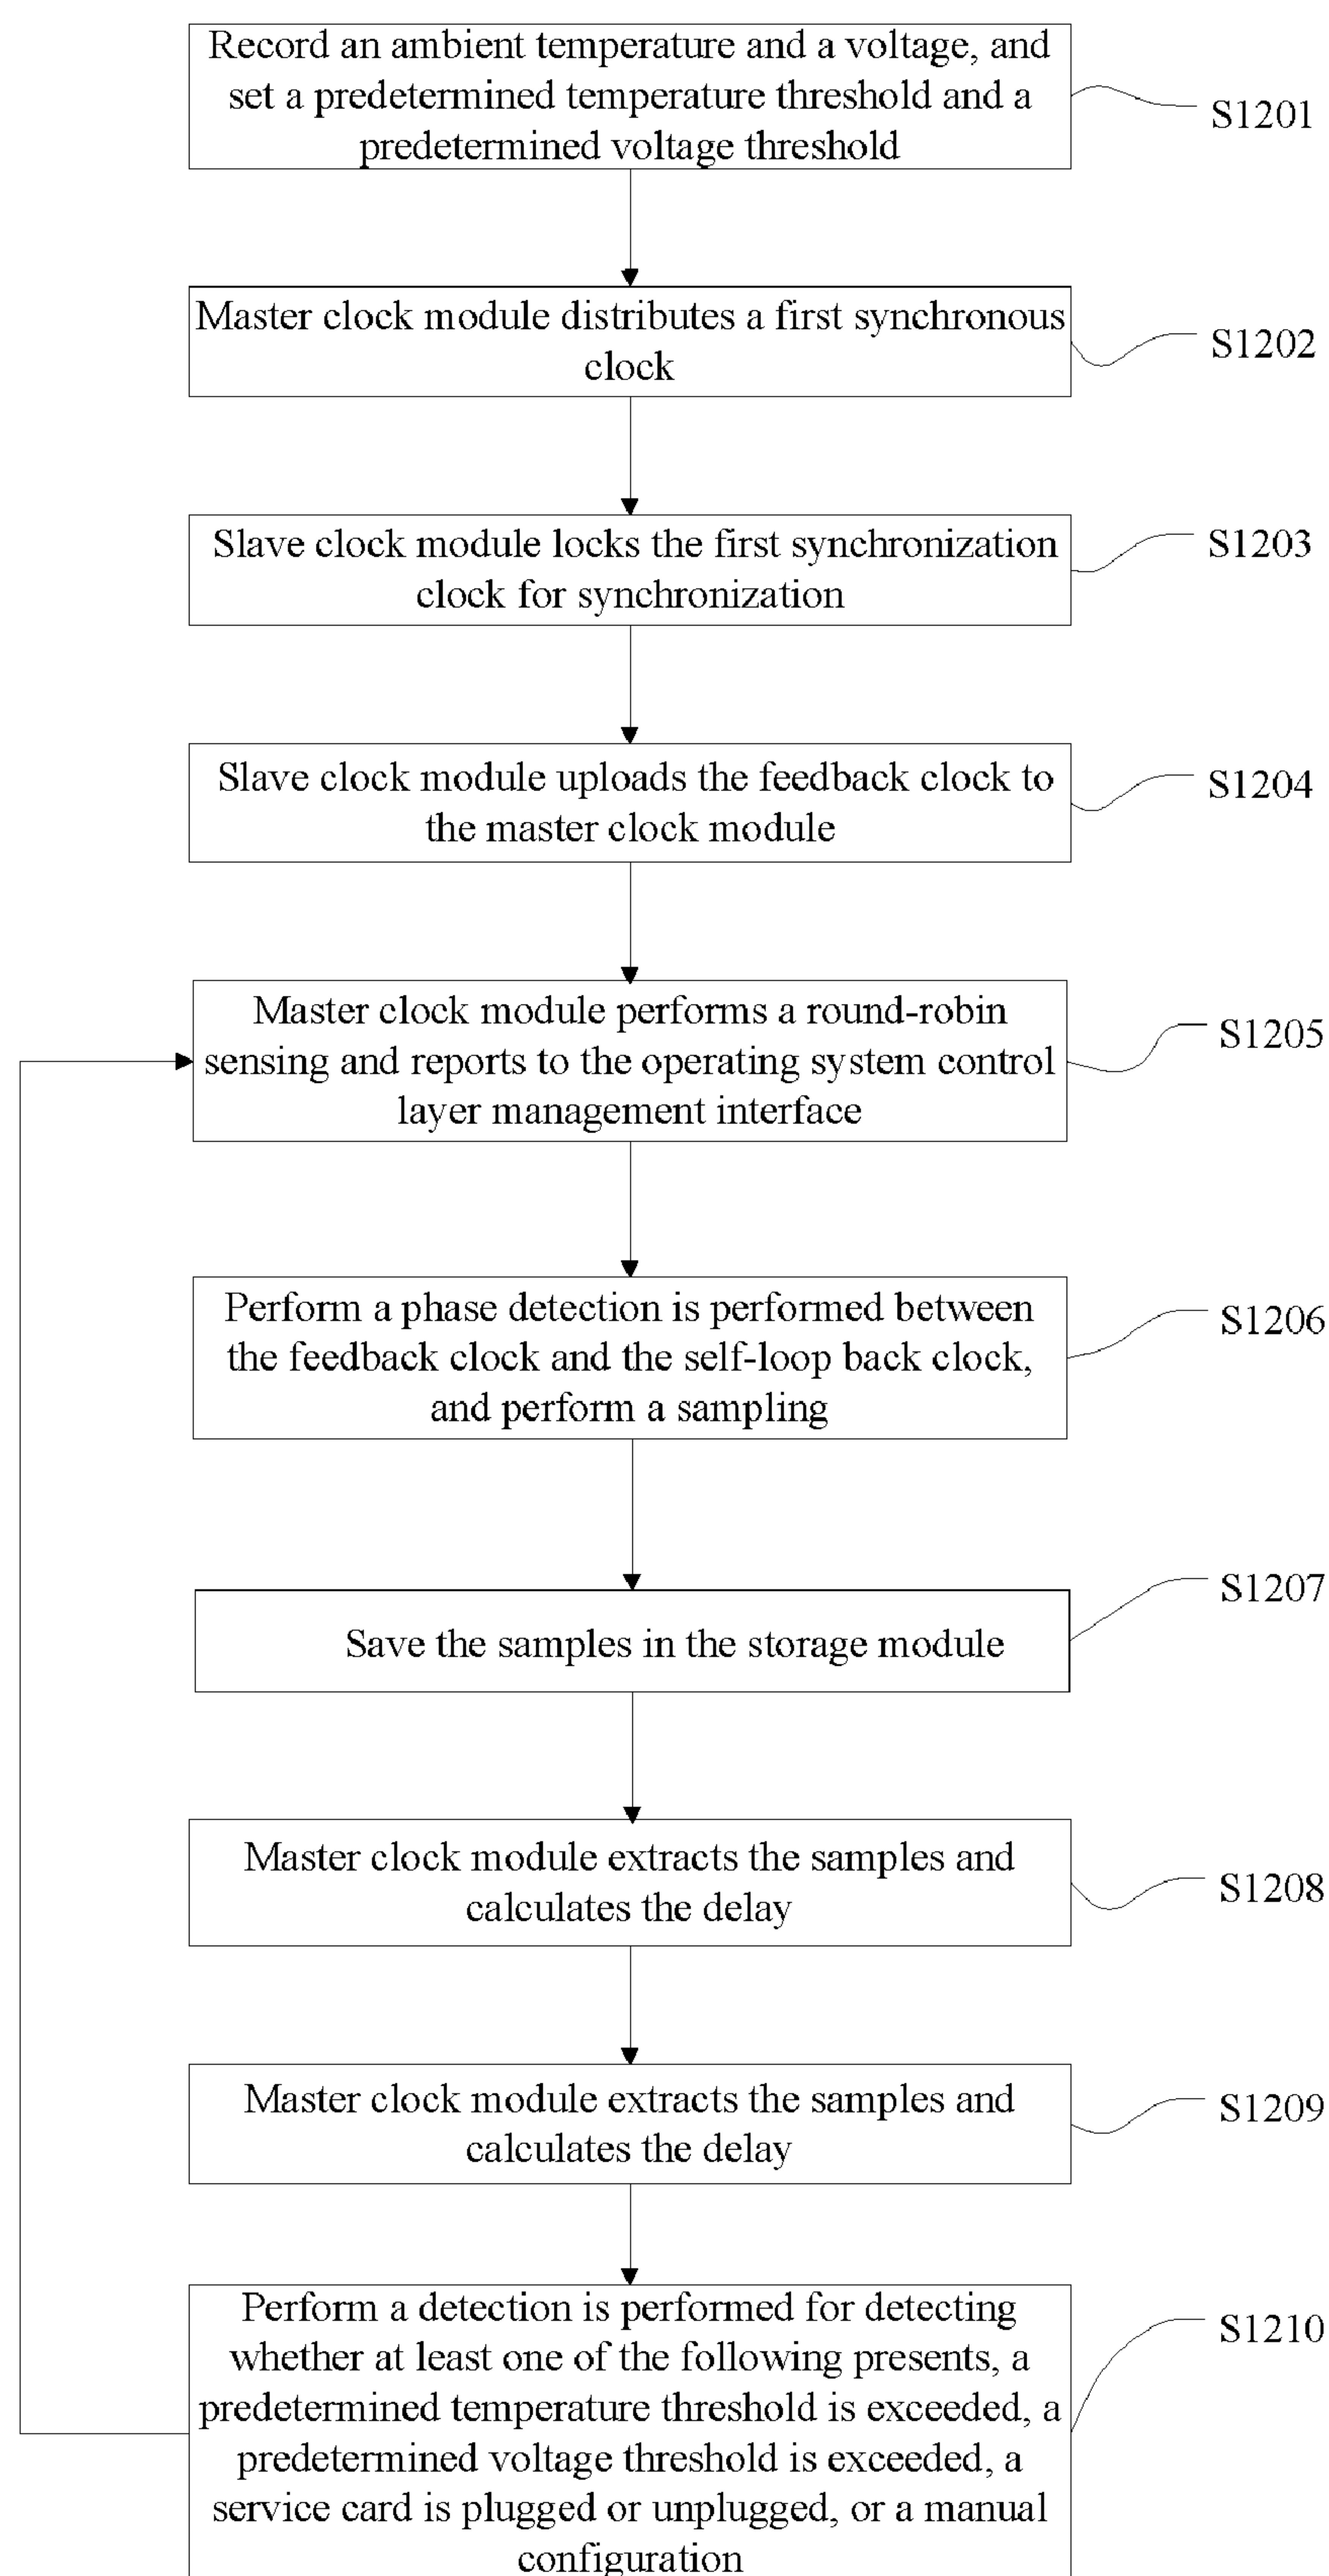 Record an ambient temperature and a voltage, and
set a predetermined temperature threshold and a
predetermined voltage threshold
S1201
Master clock module distributes a first synchronous
clock
S1202
Slave clock module locks the first synchronization
clock for synchronization
S1203
Slave clock module uploads the feedback clock to
the master clock module
S1204
Master clock module performs a round-robin
sensing and reports to the operating system control
layer management interface
S1205
Perform a phase detection is performed between
the feedback clock and the self-loop back clock,
and perform a sampling
S1206
Save the samples in the storage module
S1207
Master clock module extracts the samples and
calculates the delay
S1208
Master clock module extracts the samples and
calculates the delay
S1209
Perform a detection is performed for detecting
whether at least one of the following presents, a
predetermined temperature threshold is exceeded, a
predetermined voltage threshold is exceeded, a
service card is plugged or unplugged, or a manual
configuration
S1210